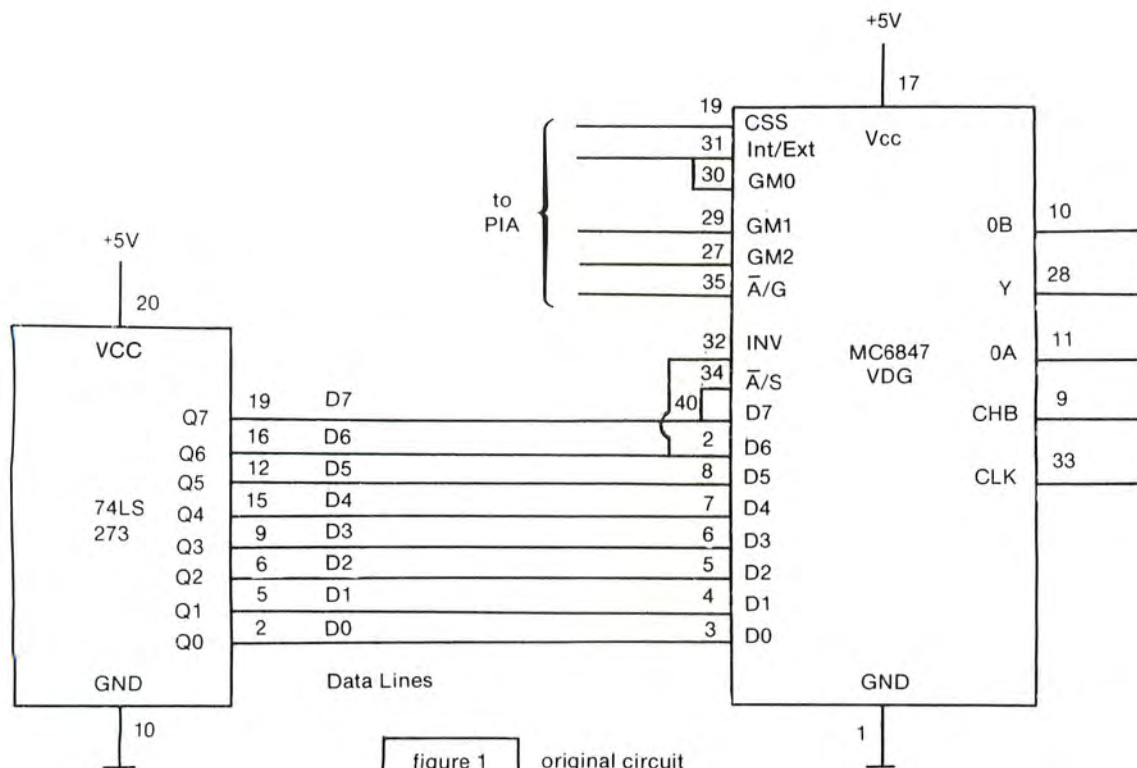 +5V
17
19
CSS
Vcc
31
Int/Ext
30
GM0
to
PIA
29
GM1
27
GM2
35
A̅/G
0B
10
Y
28
+5V
20
VCC
32
INV
34
A̅/S
40
D7
MC6847
VDG
0A
11
CHB
9
CLK
33
Q7
19
D7
Q6
16
D6
2
D6
Q5
12
D5
8
D5
74LS
273
Q4
15
D4
7
D4
Q3
9
D3
6
D3
Q2
6
D2
5
D2
Q1
5
D1
4
D1
Q0
2
D0
3
D0
GND
10
Data Lines
GND
1
figure 1
original circuit